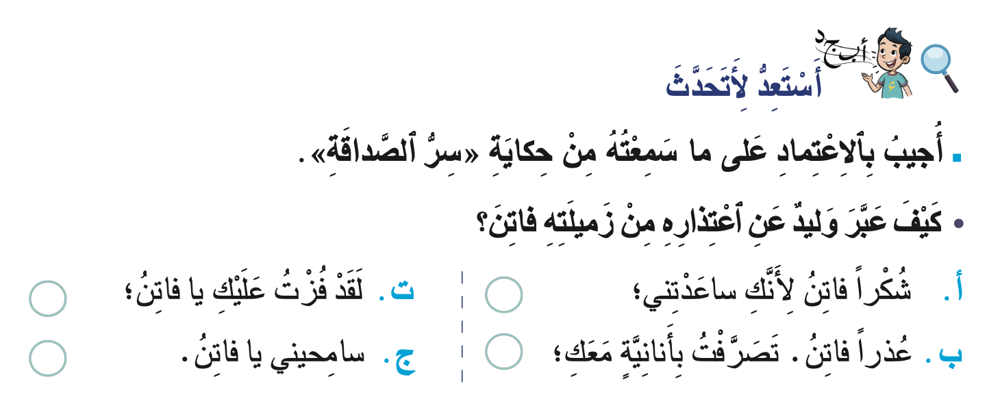 أ ب ج د
ء
أَسْتَعِدُّ لِأَتَحَدَّثَ
▪ أُجيبُ بِٱلِاعْتِمادِ عَلى ما سَمِعْتُهُ مِنْ حِكايَةِ «سِرُّ ٱلصَّداقَةِ».
• كَيْفَ عَبَّرَ وَليدٌ عَنِ ٱعْتِذارِهِ مِنْ زَميلَتِهِ فاتِنَ؟
أ. شُكْراً فاتِنُ لِأَنَّكِ ساعَدْتِني؛
ت. لَقَدْ فُزْتُ عَلَيْكِ يا فاتِنُ؛
ب. عُذراً فاتِنُ. تَصَرَّفْتُ بِأَنانِيَّةٍ مَعَكِ؛
ج. سامِحيني يا فاتِنُ.